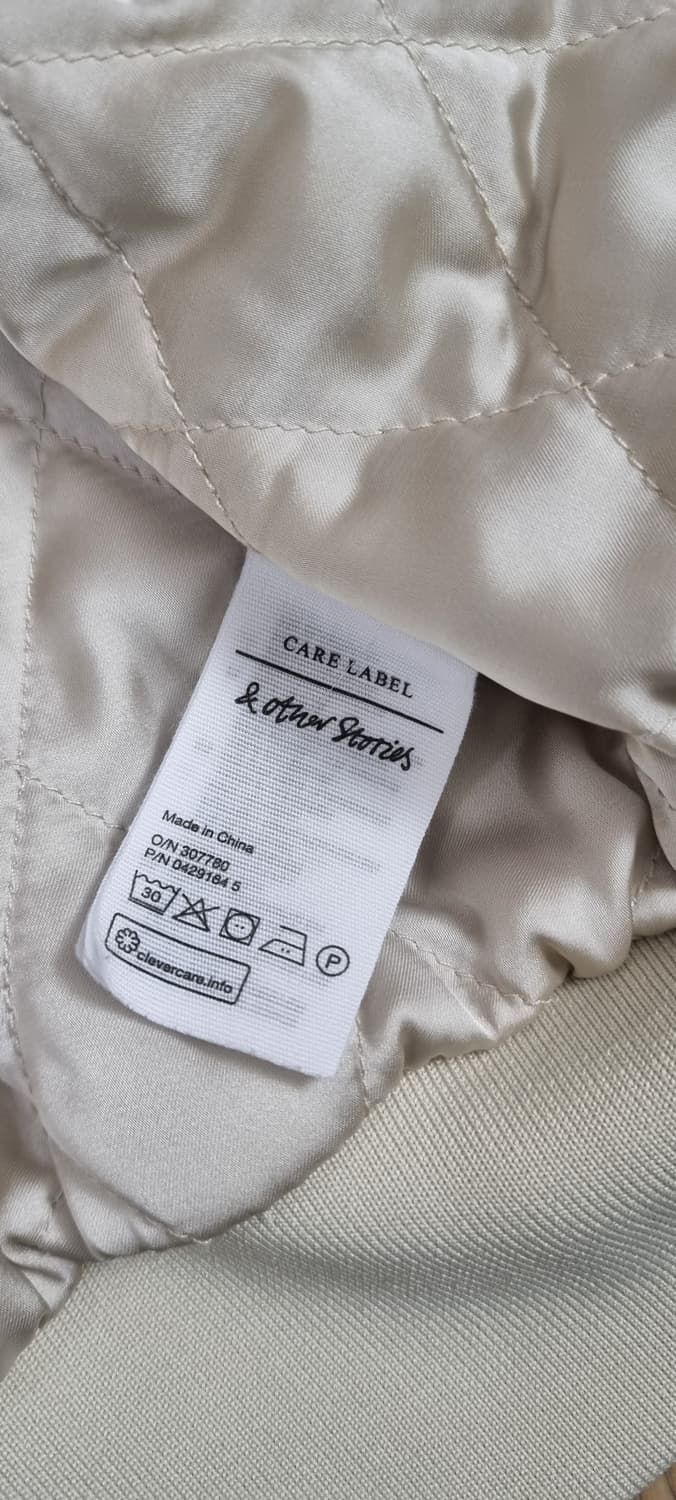 CARE LABEL
& other Stories
Made in China
O/N 307780
P/N 0429164 5
30
P
clevercare.info